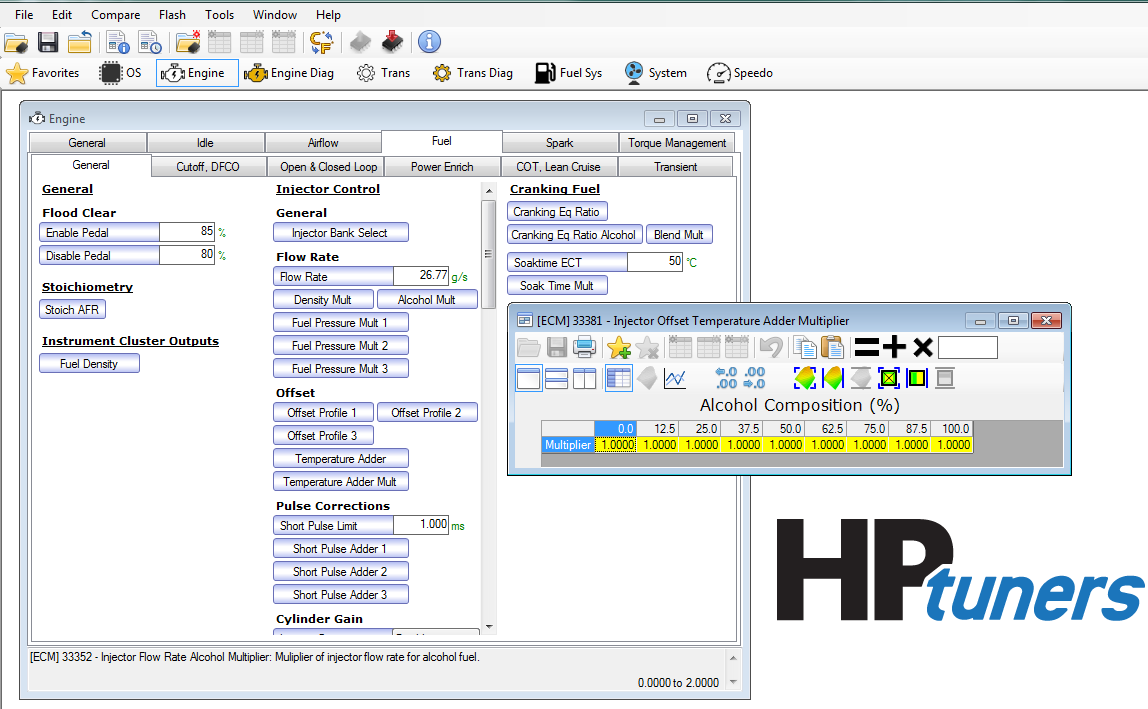 File Edit Compare Flash Tools Window Help
Favorites OS Engine Engine Diag Trans Trans Diag Fuel Sys System Speedo
Engine
General Idle Airflow Fuel Spark Torque Management
General Cutoff, DFCO Open & Closed Loop Power Enrich COT, Lean Cruise Transient
General
Flood Clear
Enable Pedal 85 %
Disable Pedal 80 %
Stoichiometry
Stoich AFR
Instrument Cluster Outputs
Fuel Density
Injector Control
General
Injector Bank Select
Flow Rate
Flow Rate 26.77 g/s
Density Mult Alcohol Mult
Fuel Pressure Mult 1
Fuel Pressure Mult 2
Fuel Pressure Mult 3
Offset
Offset Profile 1 Offset Profile 2
Offset Profile 3
Temperature Adder
Temperature Adder Mult
Pulse Corrections
Short Pulse Limit 1.000 ms
Short Pulse Adder 1
Short Pulse Adder 2
Short Pulse Adder 3
Cylinder Gain
Cranking Fuel
Cranking Eq Ratio
Cranking Eq Ratio Alcohol Blend Mult
Soaktime ECT 50 °C
Soak Time Mult
[ECM] 33381 - Injector Offset Temperature Adder Multiplier
←.0 .00
.00 →.0
Alcohol Composition (%)
0.0 12.5 25.0 37.5 50.0 62.5 75.0 87.5 100.0
Multiplier 1.0000 1.0000 1.0000 1.0000 1.0000 1.0000 1.0000 1.0000 1.0000
HPtuners
[ECM] 33352 - Injector Flow Rate Alcohol Multiplier: Muliplier of injector flow rate for alcohol fuel.
0.0000 to 2.0000